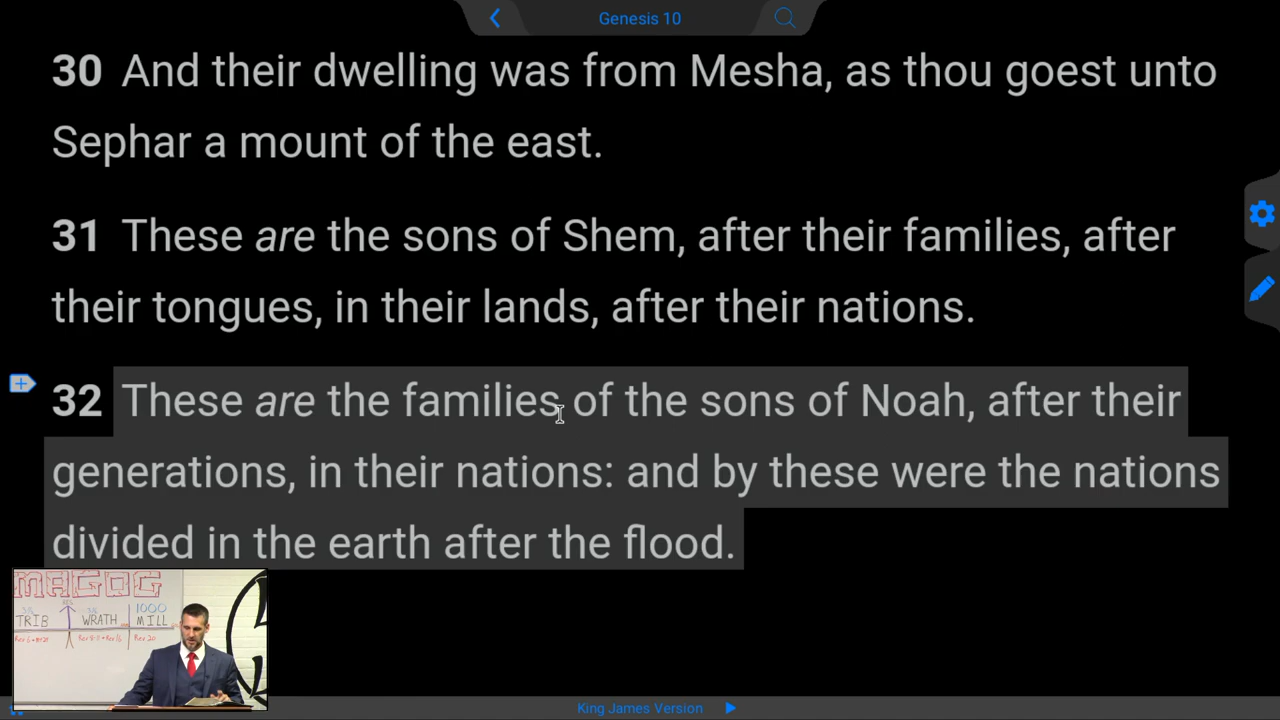 Genesis 10
30 And their dwelling was from Mesha, as thou goest unto
Sephar a mount of the east.
31 These are the sons of Shem, after their families, after
their tongues, in their lands, after their nations.
32 These are the families of the sons of Noah, after their
generations, in their nations: and by these were the nations
divided in the earth after the flood.
MAGOG
TRIB
WRATH
1000
MILL
Rev 20
King James Version